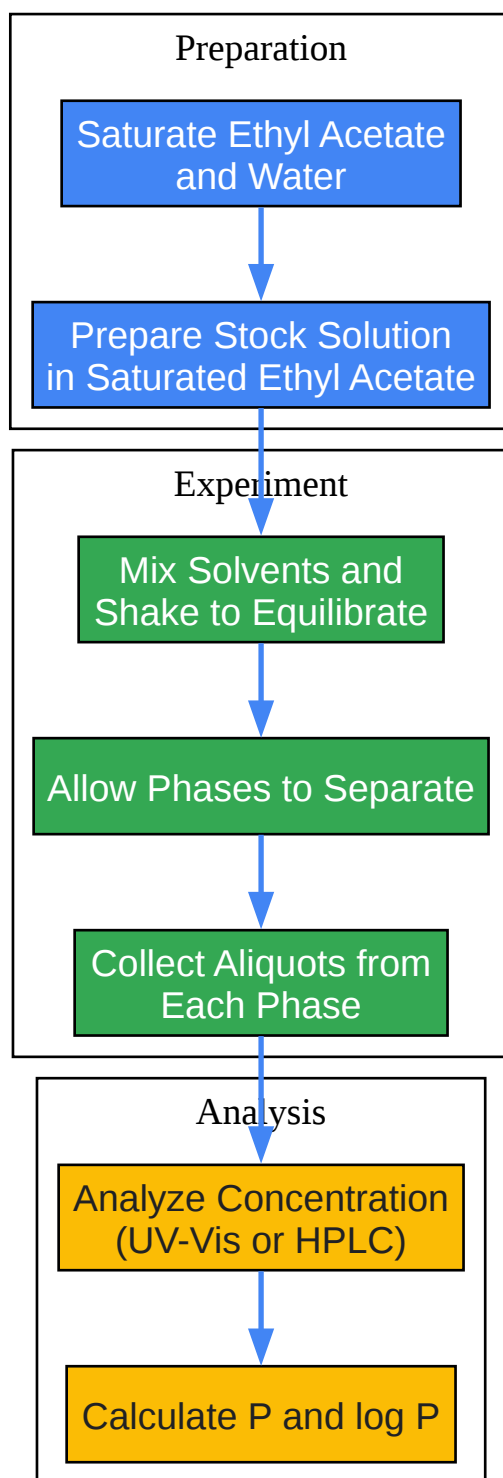 Preparation
Saturate Ethyl Acetate
and Water
Prepare Stock Solution
in Saturated Ethyl Acetate
Experiment
Mix Solvents and
Shake to Equilibrate
Allow Phases to Separate
Collect Aliquots from
Each Phase
Analysis
Analyze Concentration
(UV-Vis or HPLC)
Calculate P and log P